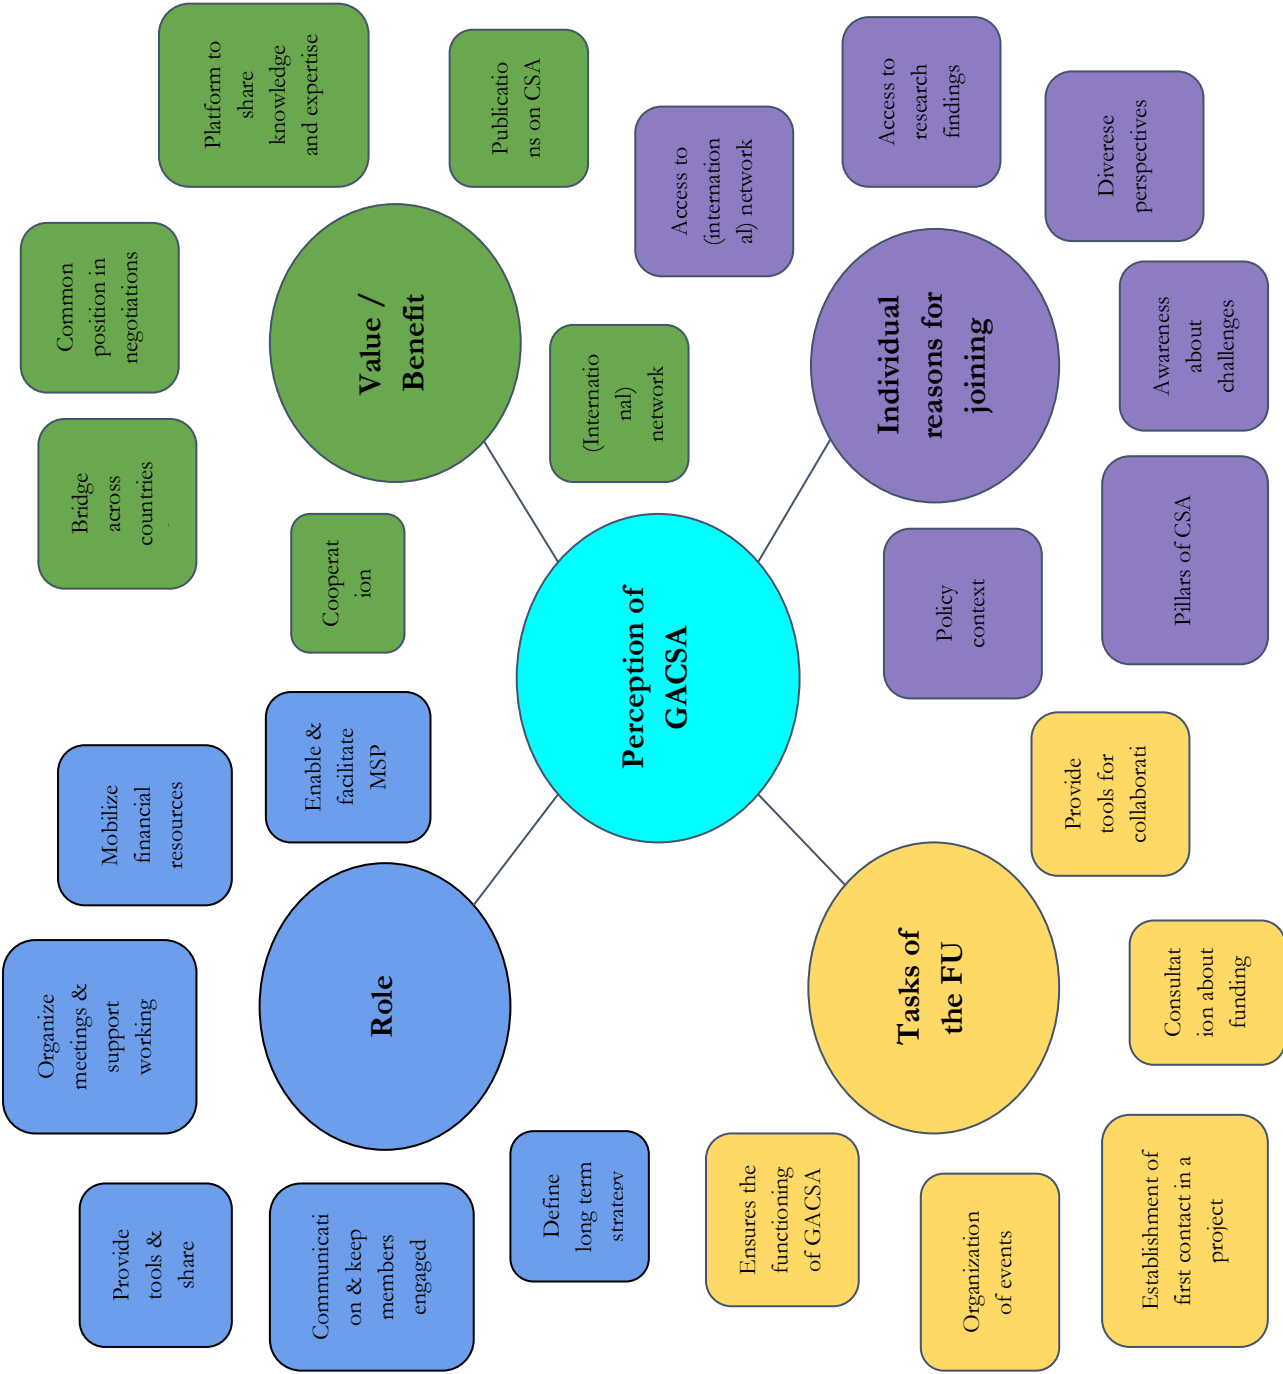 Provide
tools &
share
Organize
meetings &
support
working
Mobilize
financial
resources
Bridge
across
countries
.
Common
position in
negotiations
Platform to
share
knowledge
and expertise
Communicati
on & keep
members
engaged
Role
Enable &
facilitate
MSP
Cooperat
ion
Value /
Benefit
Publicatio
ns on CSA
Define
long term
strategy
(Internatio
nal)
network
Perception of
GACSA
Access to
(internation
al) network
Ensures the
functioning
of GACSA
Tasks of
the FU
Policy
context
Individual
reasons for
joining
Access to
research
findings
Organization
of events
Provide
tools for
collaborati
Diverese
perspectives
Establishment of
first contact in a
project
Consultat
ion about
funding
Pillars of CSA
Awareness
about
challenges